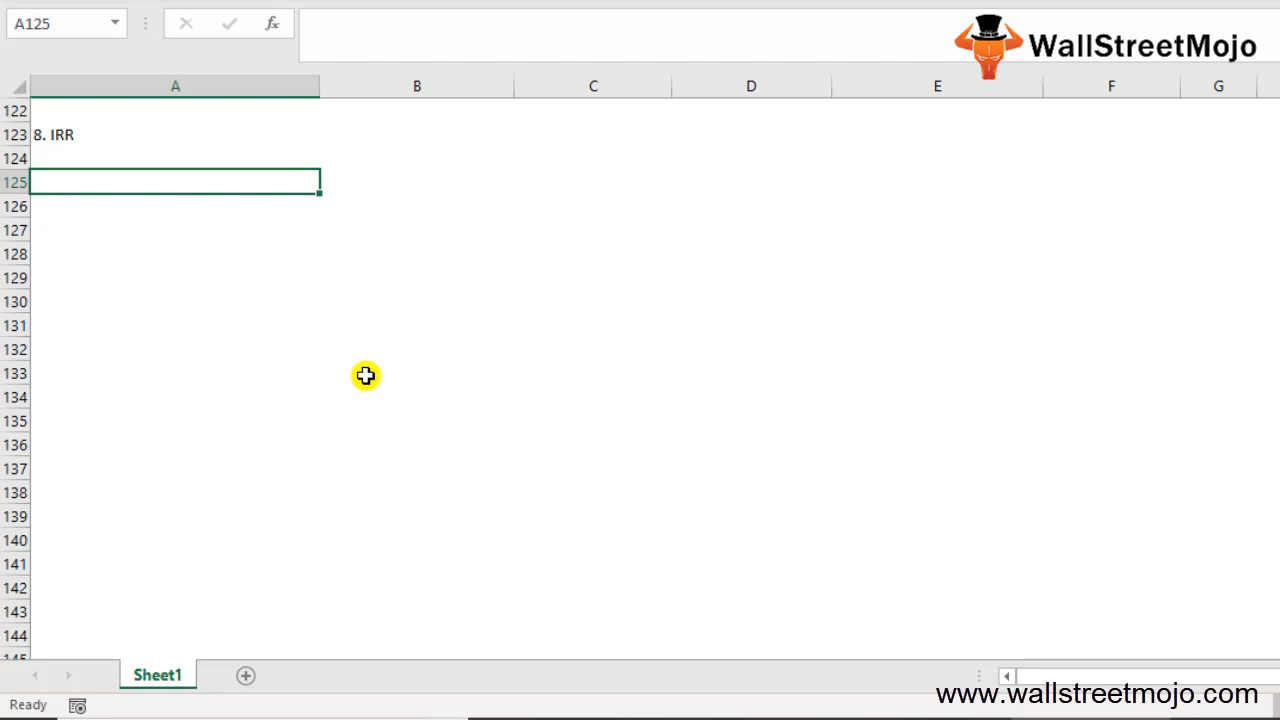 A125
fx
WallStreetMojo
A B C D E F G
122
123 8. IRR
124
125
126
127
128
129
130
131
132
133
134
135
136
137
138
139
140
141
142
143
144
145
Sheet1
www.wallstreetmojo.com
Ready